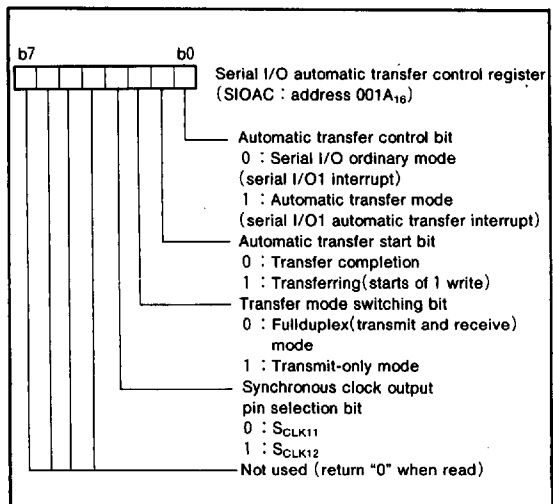 b7 b0
Serial I/O automatic transfer control register
(SIOAC : address 001A₁₆)
Automatic transfer control bit
0 : Serial I/O ordinary mode
(serial I/O1 interrupt)
1 : Automatic transfer mode
(serial I/O1 automatic transfer interrupt)
Automatic transfer start bit
0 : Transfer completion
1 : Transferring(starts of 1 write)
Transfer mode switching bit
0 : Fullduplex(transmit and receive)
mode
1 : Transmit-only mode
Synchronous clock output
pin selection bit
0 : SCLK11
1 : SCLK12
Not used (return "0" when read)